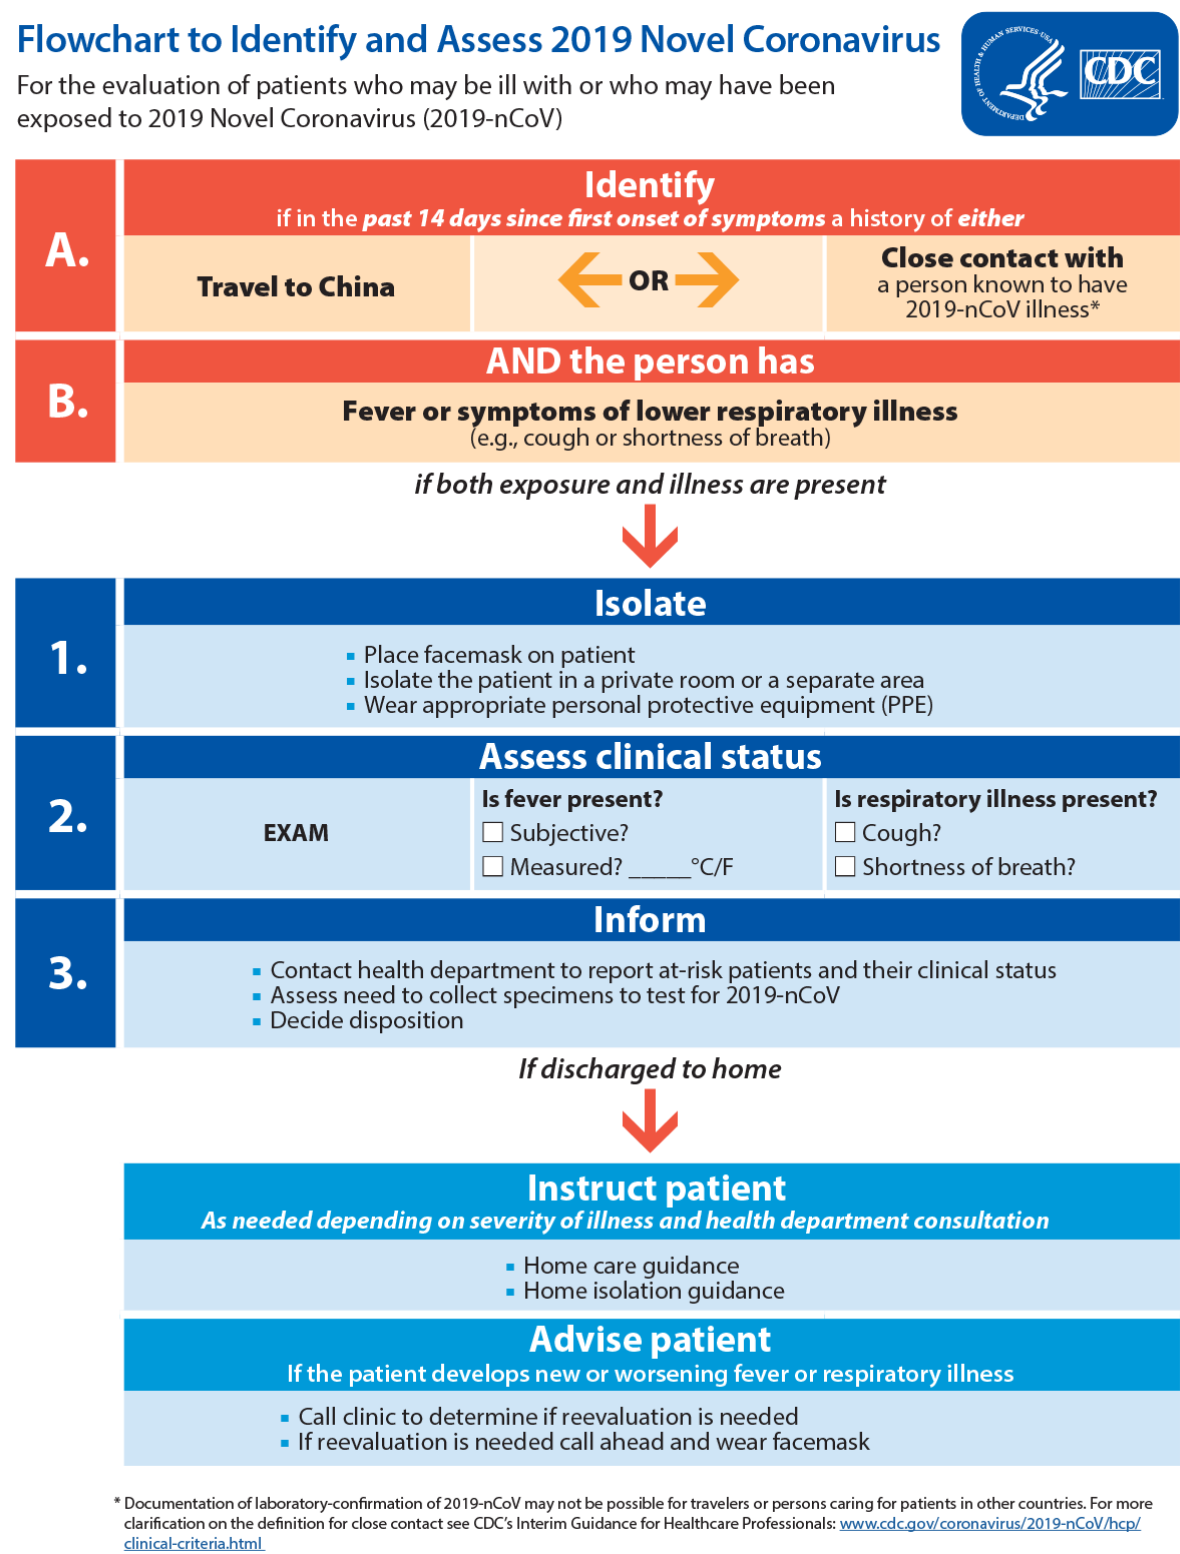 Flowchart to Identify and Assess 2019 Novel Coronavirus
For the evaluation of patients who may be ill with or who may have been
exposed to 2019 Novel Coronavirus (2019-nCoV)
DEPARTMENT OF HEALTH & HUMAN SERVICES·USA
CDC
A.
Identify
if in the past 14 days since first onset of symptoms a history of either
Travel to China
OR
Close contact with
a person known to have
2019-nCoV illness*
B.
AND the person has
Fever or symptoms of lower respiratory illness
(e.g., cough or shortness of breath)
if both exposure and illness are present
1.
Isolate
▪ Place facemask on patient
▪ Isolate the patient in a private room or a separate area
▪ Wear appropriate personal protective equipment (PPE)
2.
Assess clinical status
EXAM
Is fever present?
☐ Subjective?
☐ Measured? _____°C/F
Is respiratory illness present?
☐ Cough?
☐ Shortness of breath?
3.
Inform
▪ Contact health department to report at-risk patients and their clinical status
▪ Assess need to collect specimens to test for 2019-nCoV
▪ Decide disposition
If discharged to home
Instruct patient
As needed depending on severity of illness and health department consultation
▪ Home care guidance
▪ Home isolation guidance
Advise patient
If the patient develops new or worsening fever or respiratory illness
▪ Call clinic to determine if reevaluation is needed
▪ If reevaluation is needed call ahead and wear facemask
* Documentation of laboratory-confirmation of 2019-nCoV may not be possible for travelers or persons caring for patients in other countries. For more
clarification on the definition for close contact see CDC's Interim Guidance for Healthcare Professionals: www.cdc.gov/coronavirus/2019-nCoV/hcp/
clinical-criteria.html